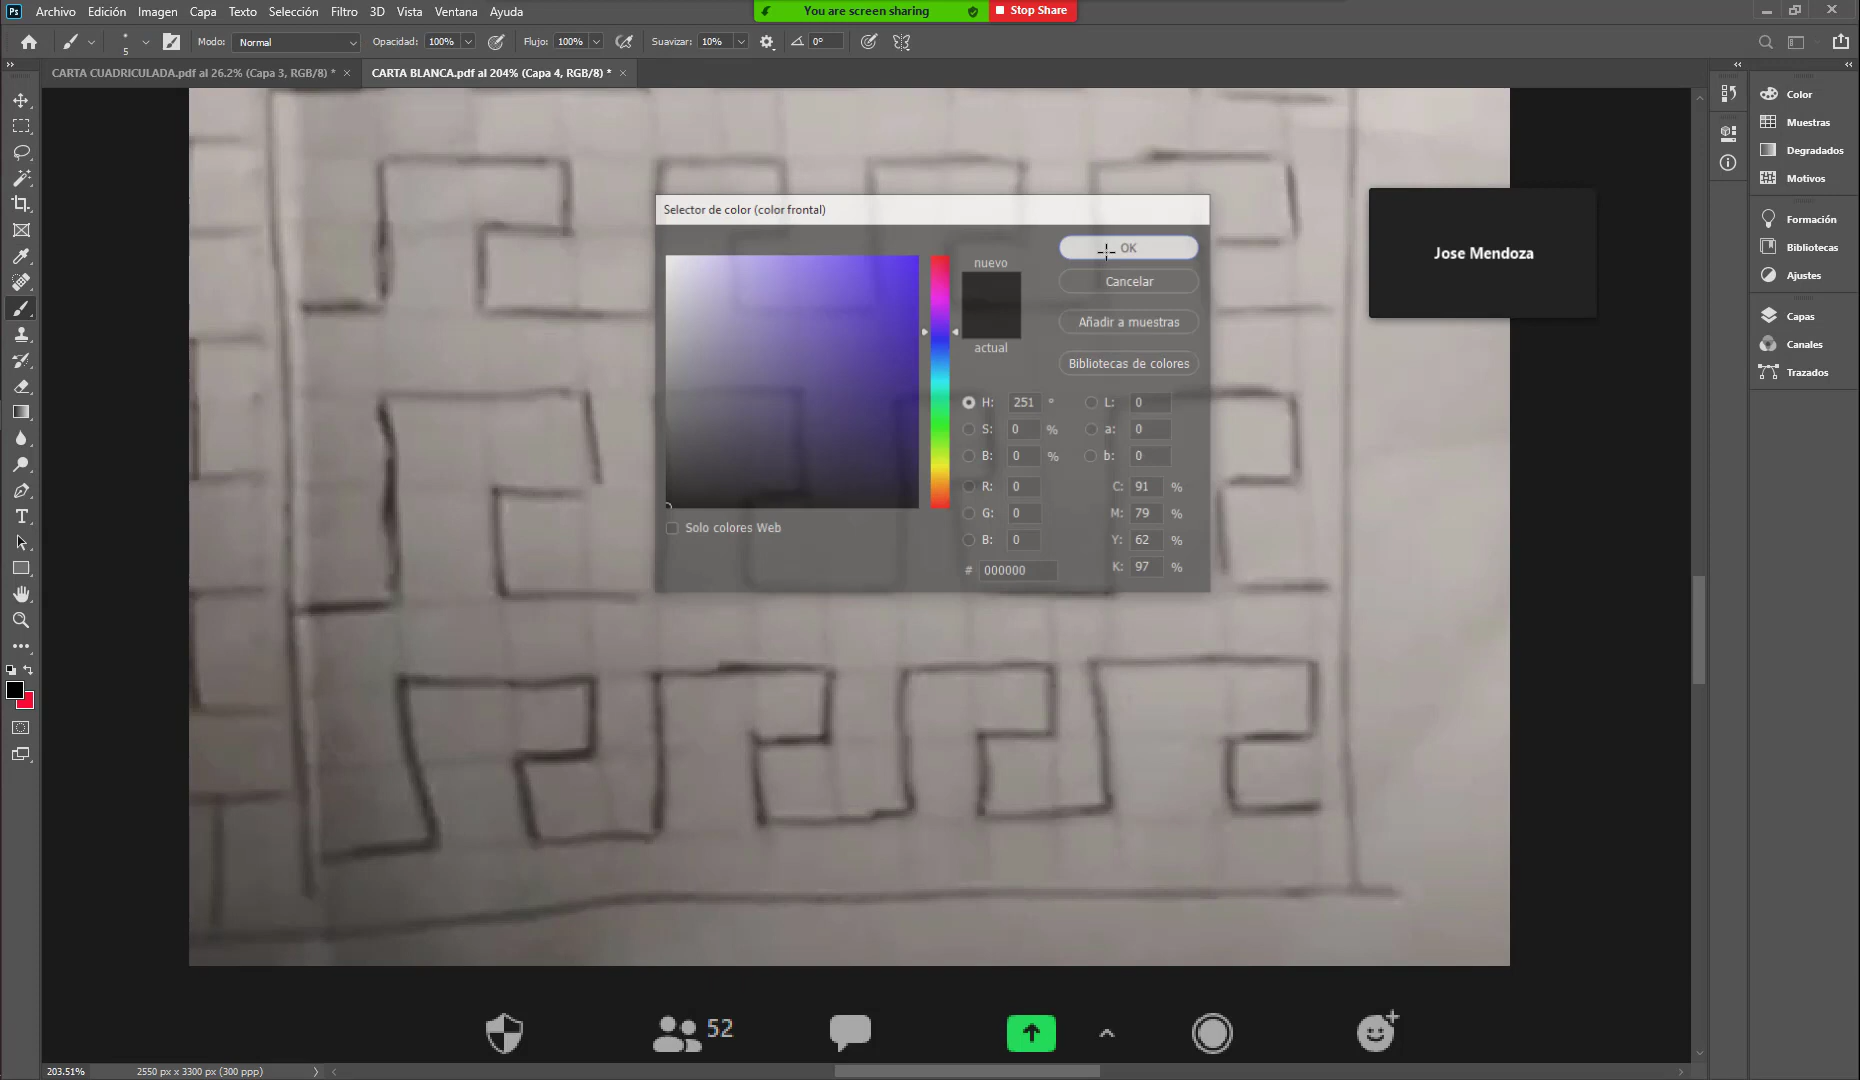 Ps Archivo Edición Imagen Capa Texto Selección Filtro 3D Vista Ventana Ayuda
You are screen sharing
Stop Share
5 Modo: Normal Opacidad: 100% Flujo: 100% Suavizar: 10% 0°
CARTA CUADRICULADA.pdf al 26.2% (Capa 3, RGB/8) * ×
CARTA BLANCA.pdf al 204% (Capa 4, RGB/8) * ×
Color
Muestras
Degradados
Motivos
Formación
Bibliotecas
Ajustes
Capas
Canales
Trazados
Jose Mendoza
Selector de color (color frontal)
nuevo
actual
OK
Cancelar
Añadir a muestras
Bibliotecas de colores
H: 251 ° L: 0
S: 0 % a: 0
B: 0 % b: 0
R: 0 C: 91 %
G: 0 M: 79 %
B: 0 Y: 62 %
# 000000 K: 97 %
Solo colores Web
52
203.51% 2550 px x 3300 px (300 ppp)